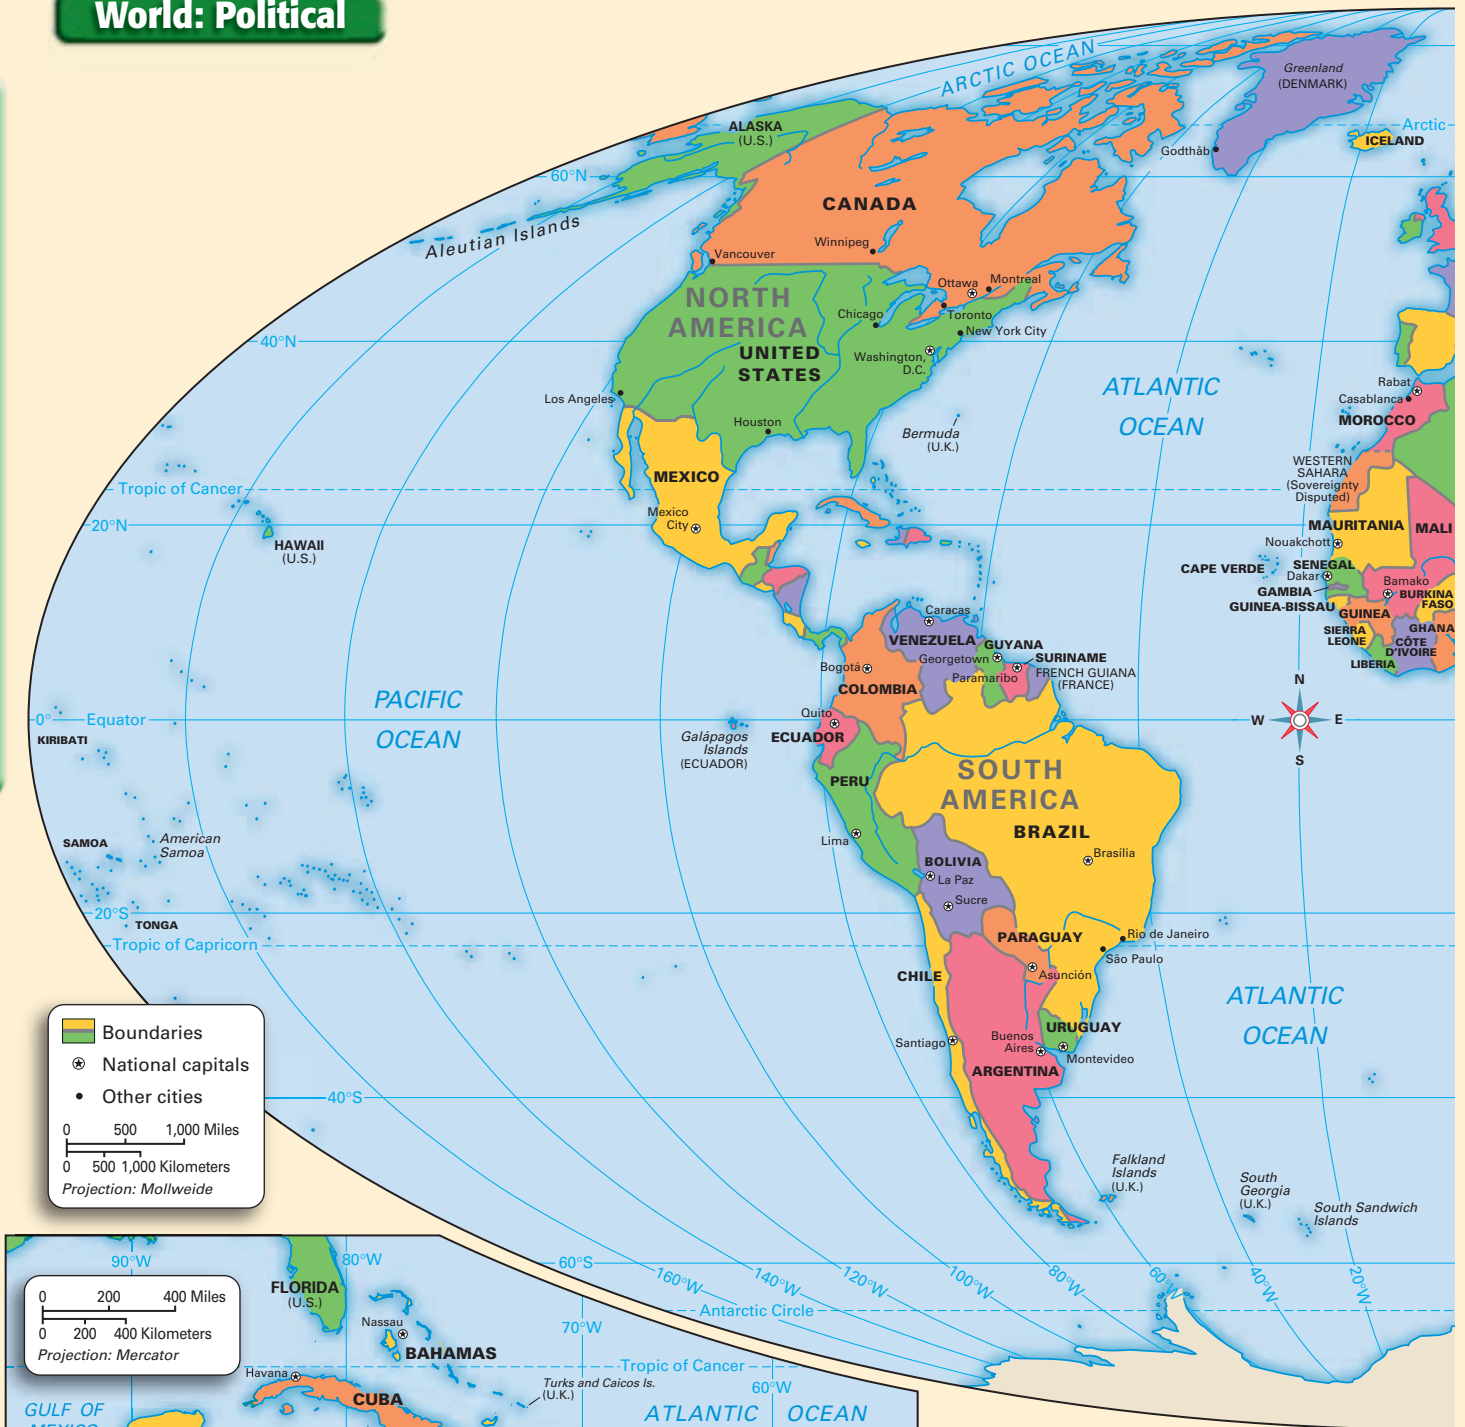 World: Political
ARCTIC OCEAN
Greenland
(DENMARK)
Arctic
ICELAND
Godthåb
ALASKA
(U.S.)
60°N
CANADA
Aleutian Islands
Winnipeg
Vancouver
Ottawa
Montreal
NORTH
AMERICA
Chicago
Toronto
New York City
40°N
UNITED
STATES
Washington,
D.C.
ATLANTIC
OCEAN
Los Angeles
Houston
Bermuda
(U.K.)
Rabat
Casablanca
MOROCCO
WESTERN
SAHARA
(Sovereignty
Disputed)
MEXICO
Tropic of Cancer
Mexico
City
20°N
HAWAII
(U.S.)
MAURITANIA
MALI
Nouakchott
CAPE VERDE
SENEGAL
Dakar
GAMBIA
Bamako
BURKINA
FASO
GUINEA-BISSAU
GUINEA
SIERRA
LEONE
GHANA
CÔTE
D'IVOIRE
LIBERIA
Caracas
VENEZUELA
GUYANA
Georgetown
SURINAME
Paramaribo
FRENCH GUIANA
(FRANCE)
Bogotá
COLOMBIA
N
W
E
S
PACIFIC
OCEAN
0°
Equator
KIRIBATI
Quito
ECUADOR
Galápagos
Islands
(ECUADOR)
PERU
SOUTH
AMERICA
BRAZIL
Lima
Brasília
SAMOA
American
Samoa
BOLIVIA
La Paz
Sucre
20°S
TONGA
Tropic of Capricorn
PARAGUAY
Rio de Janeiro
São Paulo
Asunción
CHILE
ATLANTIC
OCEAN
URUGUAY
Santiago
Buenos
Aires
Montevideo
ARGENTINA
Boundaries
National capitals
Other cities
0 500 1,000 Miles
0 500 1,000 Kilometers
Projection: Mollweide
40°S
Falkland
Islands
(U.K.)
South
Georgia
(U.K.)
South Sandwich
Islands
60°S
160°W
140°W
120°W
100°W
80°W
60°W
40°W
20°W
Antarctic Circle
90°W
80°W
FLORIDA
(U.S.)
0 200 400 Miles
0 200 400 Kilometers
Projection: Mercator
Nassau
BAHAMAS
70°W
Tropic of Cancer
Havana
CUBA
Turks and Caicos Is.
(U.K.)
60°W
GULF OF
MEXICO
ATLANTIC OCEAN